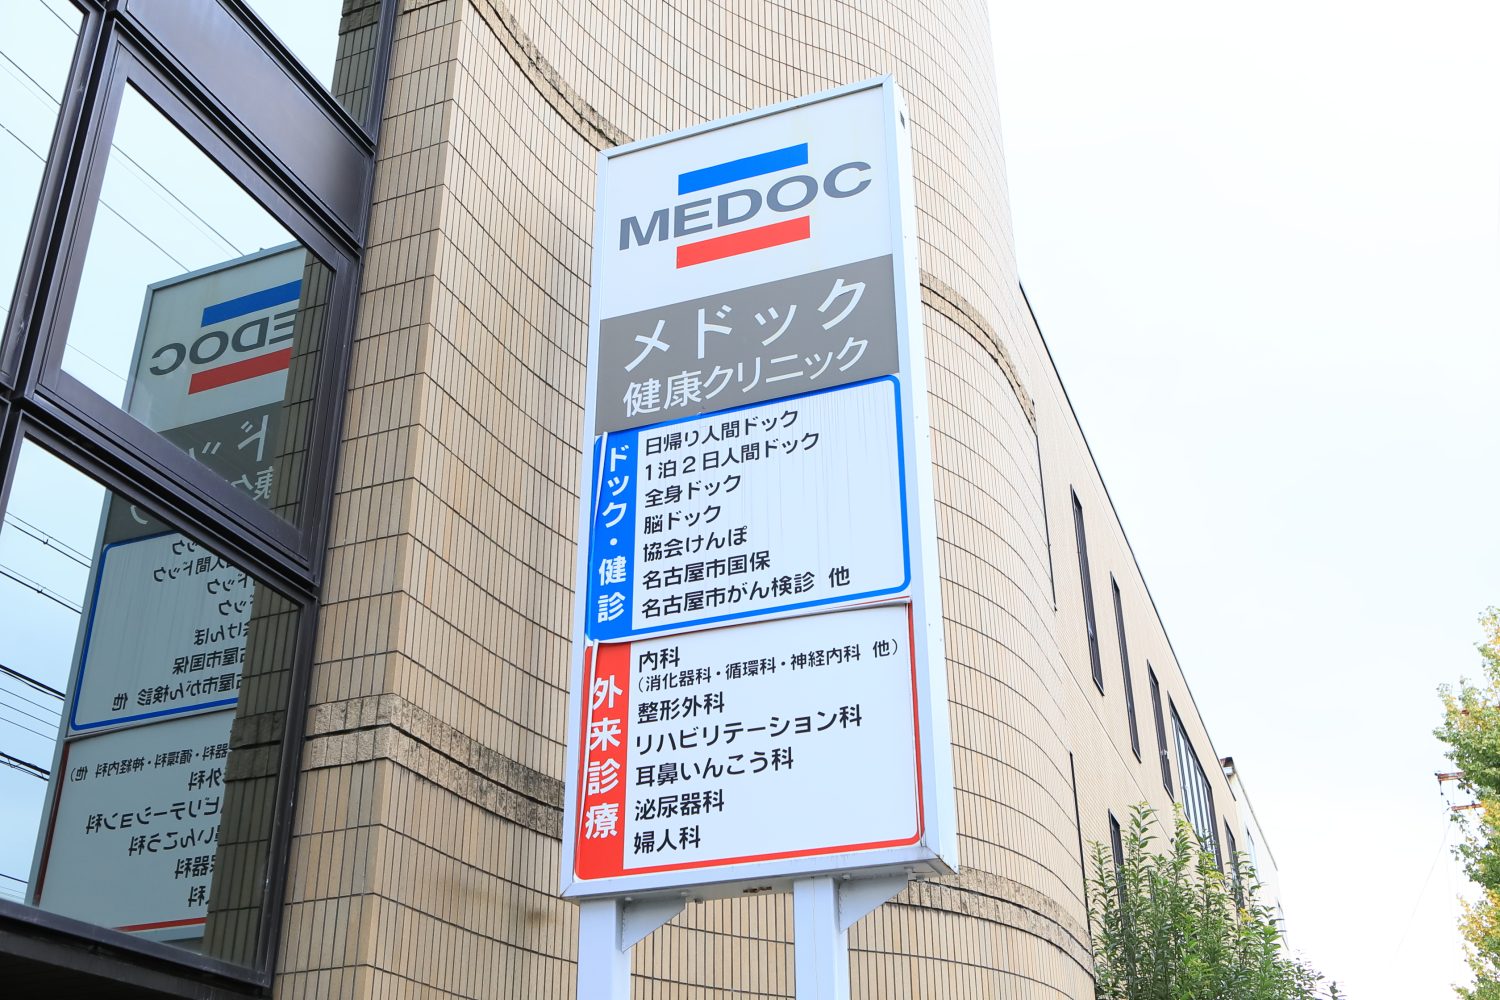 MEDOC
メドック
健康クリニック
ドック・健診
日帰り人間ドック
1泊2日人間ドック
全身ドック
脳ドック
協会けんぽ
名古屋市国保
名古屋市がん検診 他
外来診療
内科
（消化器科・循環科・神経内科 他）
整形外科
リハビリテーション科
耳鼻いんこう科
泌尿器科
婦人科